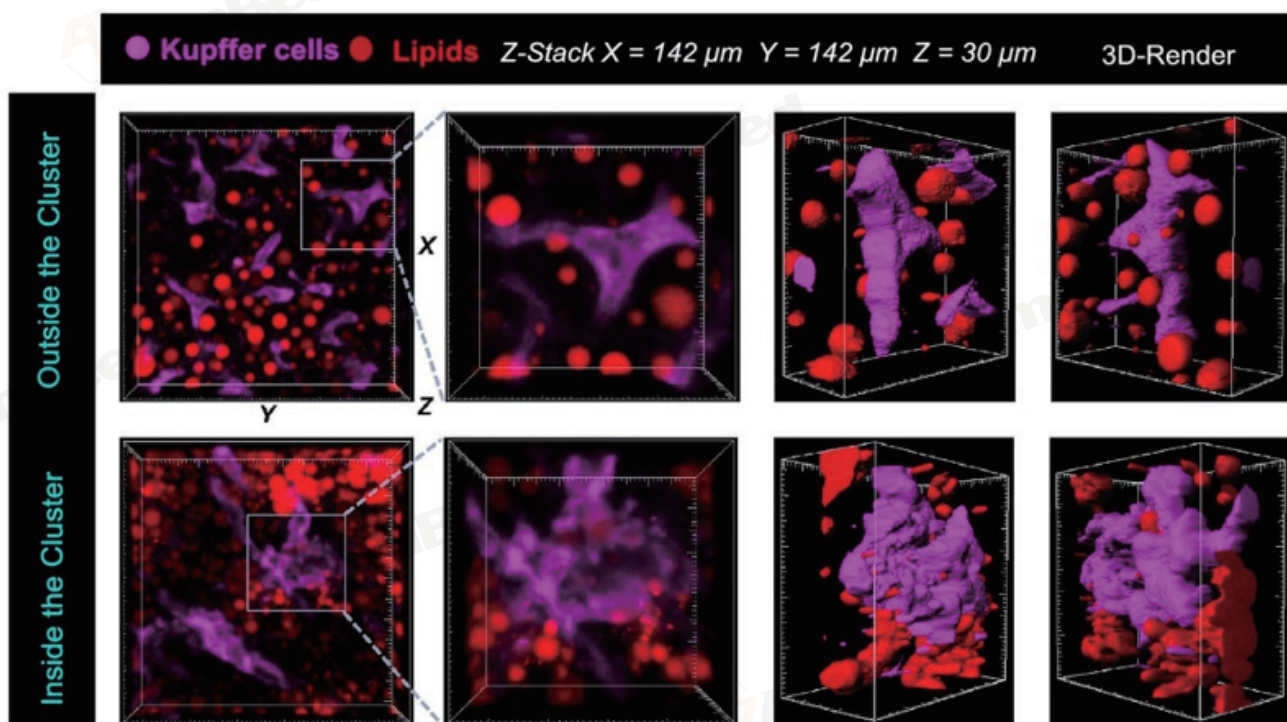 Kupffer cells Lipids Z-Stack X = 142 µm Y = 142 µm Z = 30 µm 3D-Render
Outside the Cluster
X
Y
Z
Inside the Cluster